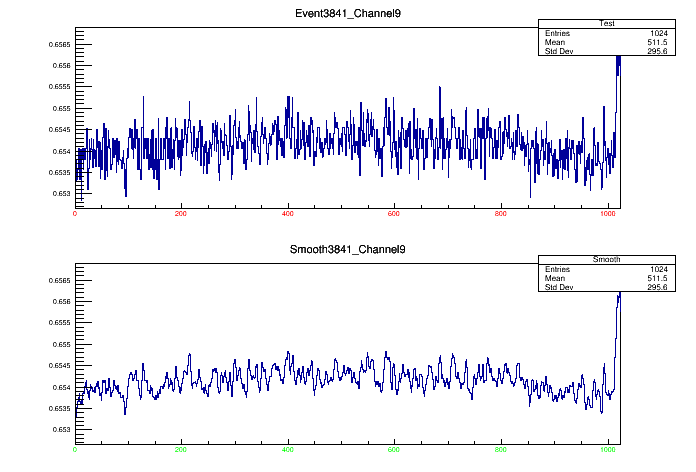 Event3841_Channel9
Test
Entries 1024
Mean 511.5
Std Dev 295.6
0.6565
0.656
0.6555
0.655
0.6545
0.654
0.6535
0.653
0 200 400 600 800 1000
Smooth3841_Channel9
Smooth
Entries 1024
Mean 511.5
Std Dev 295.6
0.6565
0.656
0.6555
0.655
0.6545
0.654
0.6535
0.653
0 200 400 600 800 1000